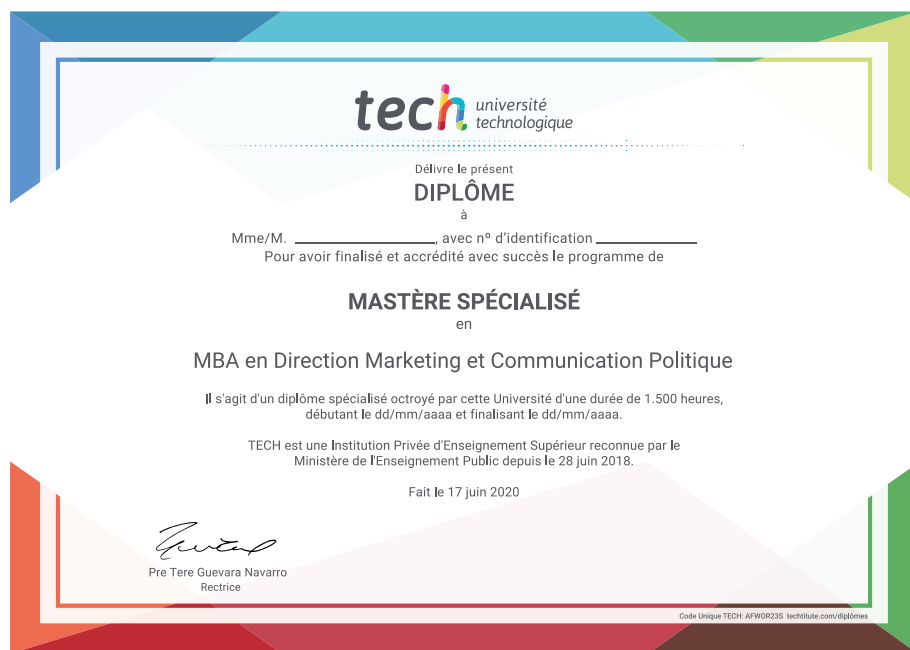 tech université
technologique
Délivre le présent
DIPLÔME
à
Mme/M. ____________________, avec nº d'identification ______________
Pour avoir finalisé et accrédité avec succès le programme de
MASTÈRE SPÉCIALISÉ
en
MBA en Direction Marketing et Communication Politique
Il s'agit d'un diplôme spécialisé octroyé par cette Université d'une durée de 1.500 heures,
débutant le dd/mm/aaaa et finalisant le dd/mm/aaaa.
TECH est une Institution Privée d'Enseignement Supérieur reconnue par le
Ministère de l'Enseignement Public depuis le 28 juin 2018.
Fait le 17 juin 2020
Pre Tere Guevara Navarro
Rectrice
Code Unique TECH: AFWOR23S techtitute.com/diplômes